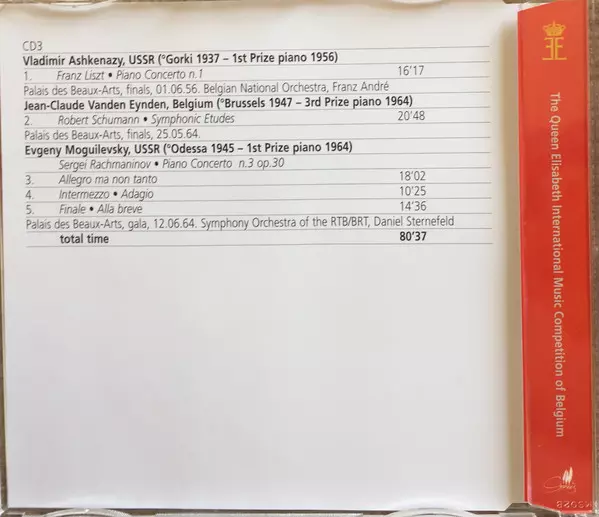 CD3
Vladimir Ashkenazy, USSR (°Gorki 1937 – 1st Prize piano 1956)
1. Franz Liszt • Piano Concerto n.1 16'17
Palais des Beaux-Arts, finals, 01.06.56. Belgian National Orchestra, Franz André
Jean-Claude Vanden Eynden, Belgium (°Brussels 1947 – 3rd Prize piano 1964)
2. Robert Schumann • Symphonic Etudes 20'48
Palais des Beaux-Arts, finals, 25.05.64.
Evgeny Moguilevsky, USSR (°Odessa 1945 – 1st Prize piano 1964)
Sergei Rachmaninov • Piano Concerto n.3 op.30
3. Allegro ma non tanto 18'02
4. Intermezzo • Adagio 10'25
5. Finale • Alla breve 14'36
Palais des Beaux-Arts, gala, 12.06.64. Symphony Orchestra of the RTB/BRT, Daniel Sternefeld
total time 80'37
The Queen Elisabeth International Music Competition of Belgium